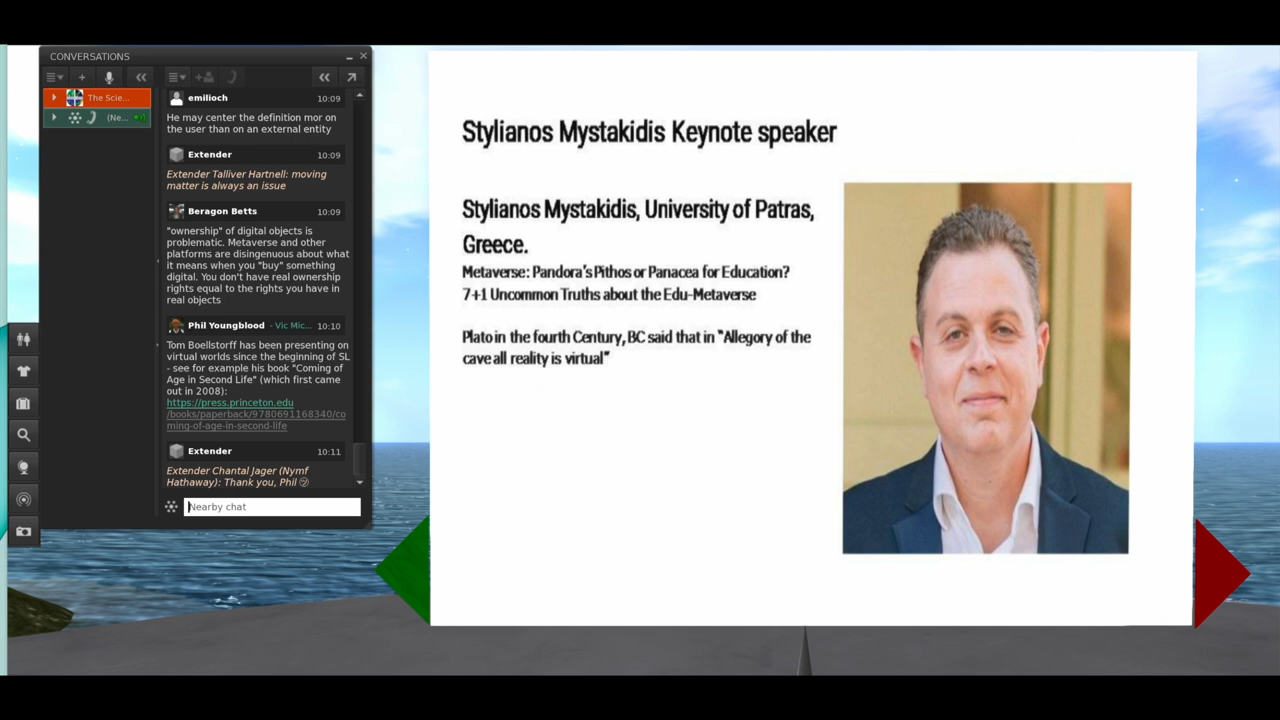 CONVERSATIONS
The Scie...
(Ne...
emilioch 10:09
He may center the definition mor on
the user than on an external entity
Extender 10:09
Extender Talliver Hartnell: moving
matter is always an issue
Beragon Betts 10:09
"ownership" of digital objects is
problematic. Metaverse and other
platforms are disingenuous about what
it means when you "buy" something
digital. You don't have real ownership
rights equal to the rights you have in
real objects
Phil Youngblood - Vic Mic... 10:10
Tom Boellstorff has been presenting on
virtual worlds since the beginning of SL
- see for example his book "Coming of
Age in Second Life" (which first came
out in 2008):
https://press.princeton.edu
/books/paperback/9780691168340/co
ming-of-age-in-second-life
Extender 10:11
Extender Chantal Jager (Nymf
Hathaway): Thank you, Phil ツ
Nearby chat
Stylianos Mystakidis Keynote speaker
Stylianos Mystakidis, University of Patras,
Greece.
Metaverse: Pandora's Pithos or Panacea for Education?
7+1 Uncommon Truths about the Edu-Metaverse
Plato in the fourth Century, BC said that in "Allegory of the
cave all reality is virtual"